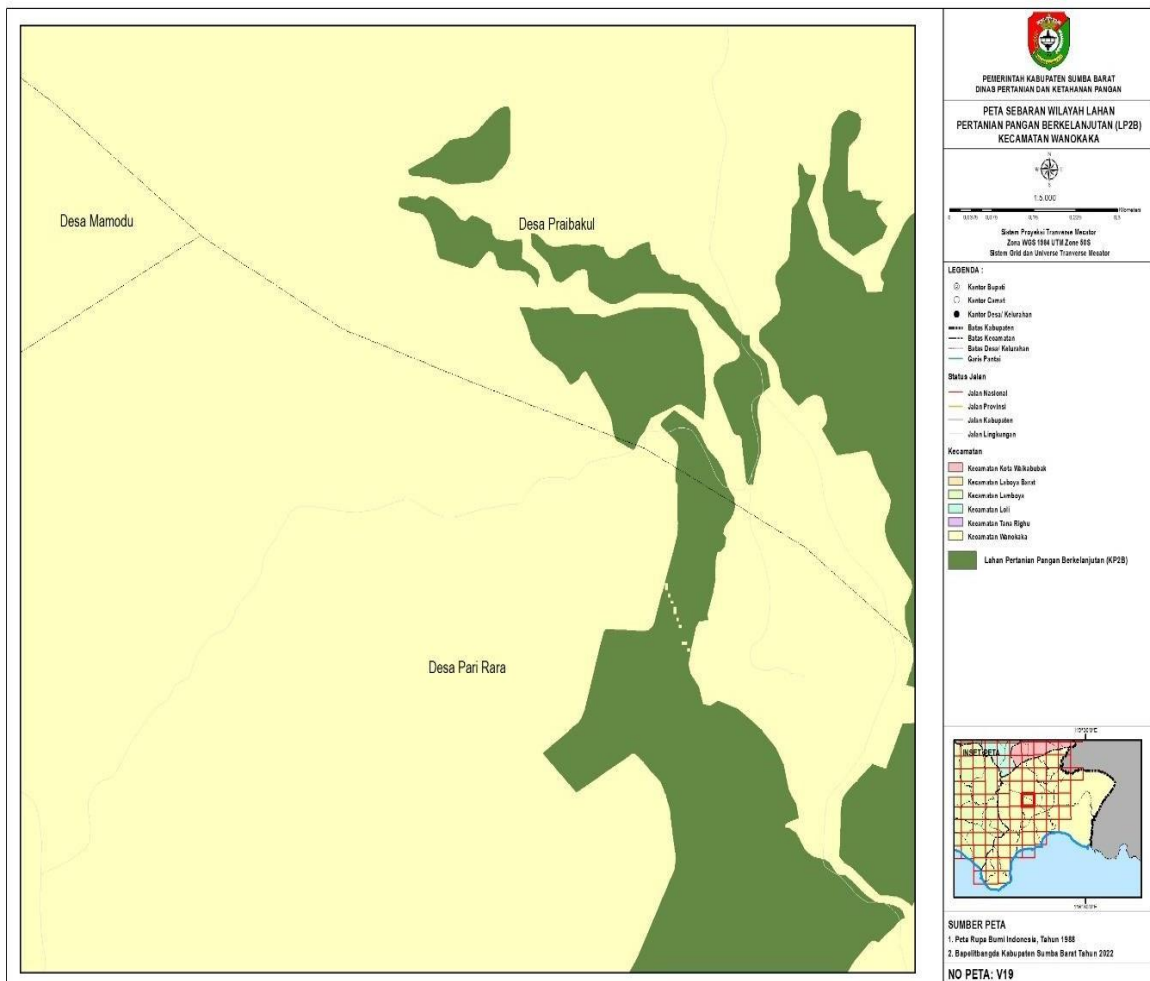 Desa Mamodu
Desa Praibakul
Desa Pari Rara
PEMERINTAH KABUPATEN SUMBA BARAT
DINAS PERTANIAN DAN KETAHANAN PANGAN
PETA SEBARAN WILAYAH LAHAN
PERTANIAN PANGAN BERKELANJUTAN (LP2B)
KECAMATAN WANOKAKA
1:5.000
Kilometers
Sistem Proyeksi Tranverse Mecator
Zona WGS 1984 UTM Zone 50S
Sistem Grid dan Universe Tranverse Mecator
LEGENDA :
Kantor Bupati
Kantor Camat
Kantor Desa/ Kelurahan
Batas Kabupaten
Batas Kecamatan
Batas Desa/ Kelurahan
Garis Pantai
Status Jalan
Jalan Nasional
Jalan Provinsi
Jalan Kabupaten
Jalan Lingkungan
Kecamatan
Kecamatan Kota Waikabubak
Kecamatan Laboya Barat
Kecamatan Lamboya
Kecamatan Loli
Kecamatan Tana Righu
Kecamatan Wanokaka
Lahan Pertanian Pangan Berkelanjutan (KP2B)
INSET PETA
SUMBER PETA
1. Peta Rupa Bumi Indonesia, Tahun 1988
2. Bapelitbangda Kabupaten Sumba Barat Tahun 2022
NO PETA: V19